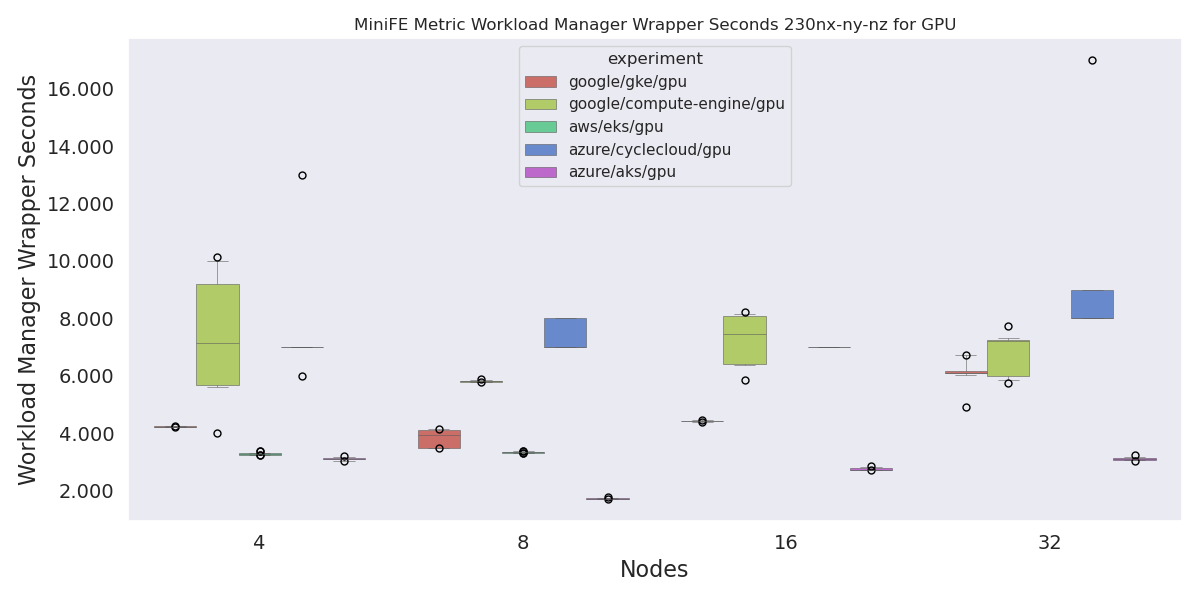 MiniFE Metric Workload Manager Wrapper Seconds 230nx-ny-nz for GPU
experiment
google/gke/gpu
google/compute-engine/gpu
aws/eks/gpu
azure/cyclecloud/gpu
azure/aks/gpu
Workload Manager Wrapper Seconds
16.000
14.000
12.000
10.000
8.000
6.000
4.000
2.000
4 8 16 32
Nodes